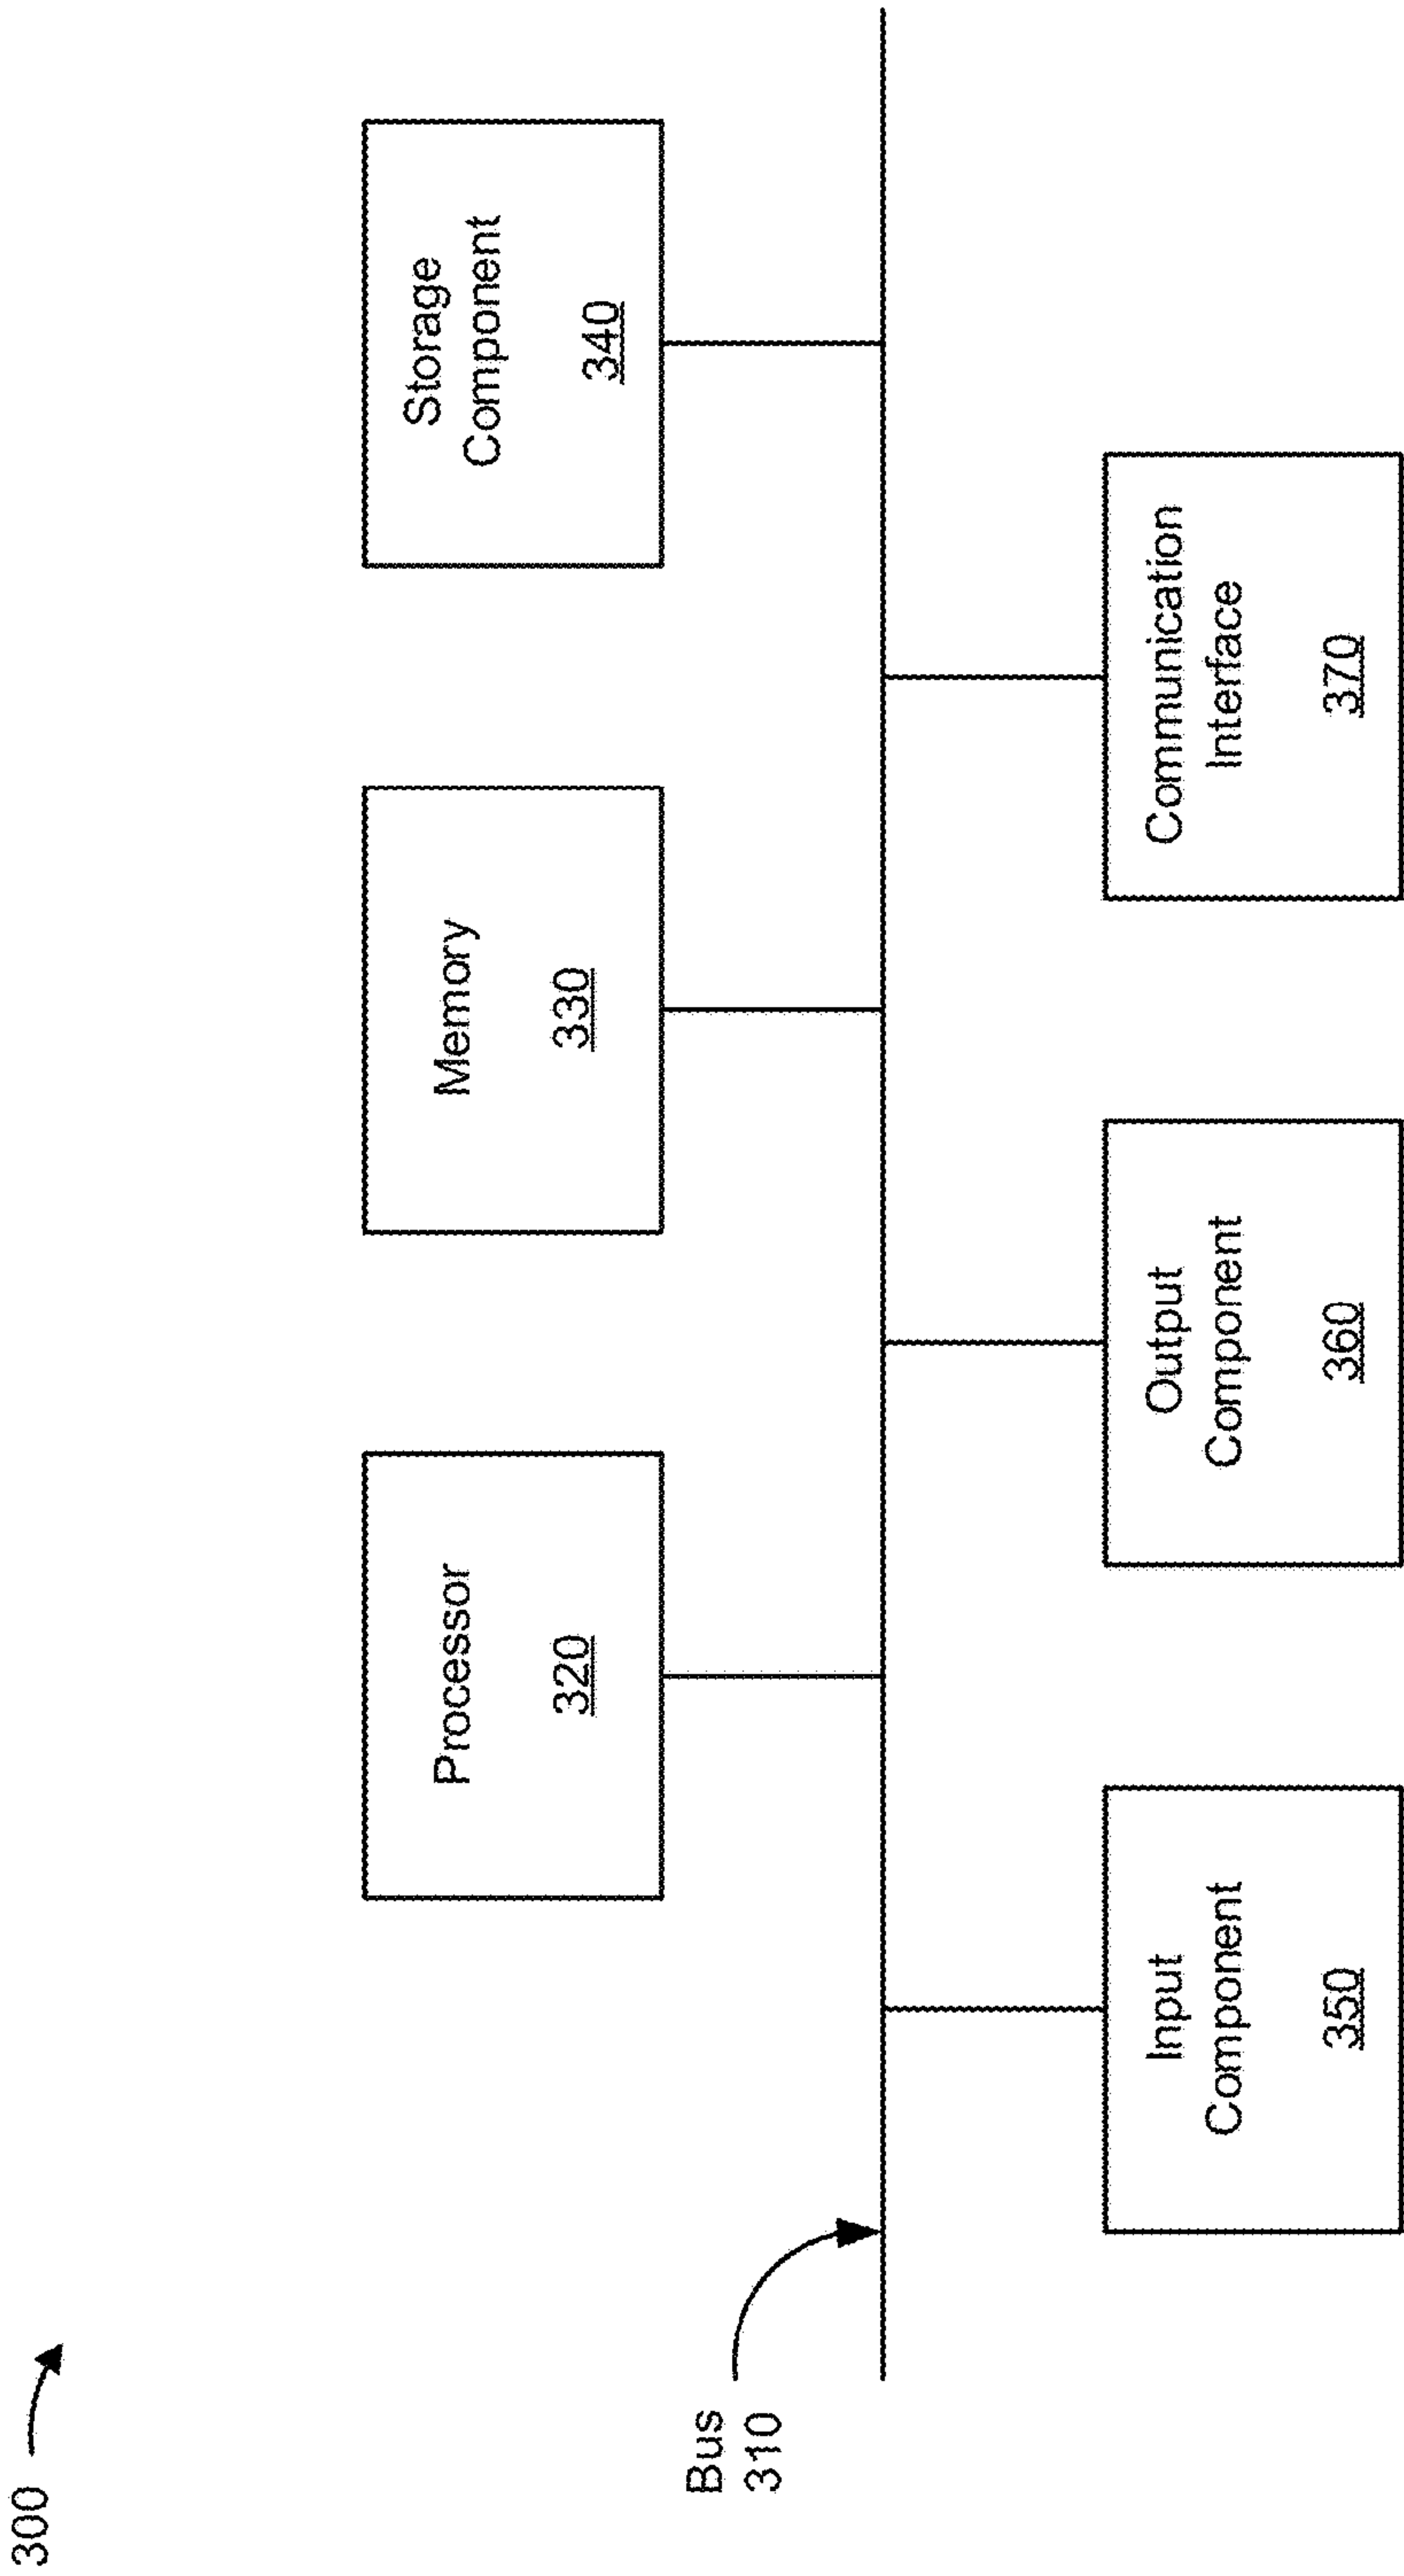 300
Bus
310
Processor
320
Memory
330
Storage
Component
340
Input
Component
350
Output
Component
360
Communication
Interface
370